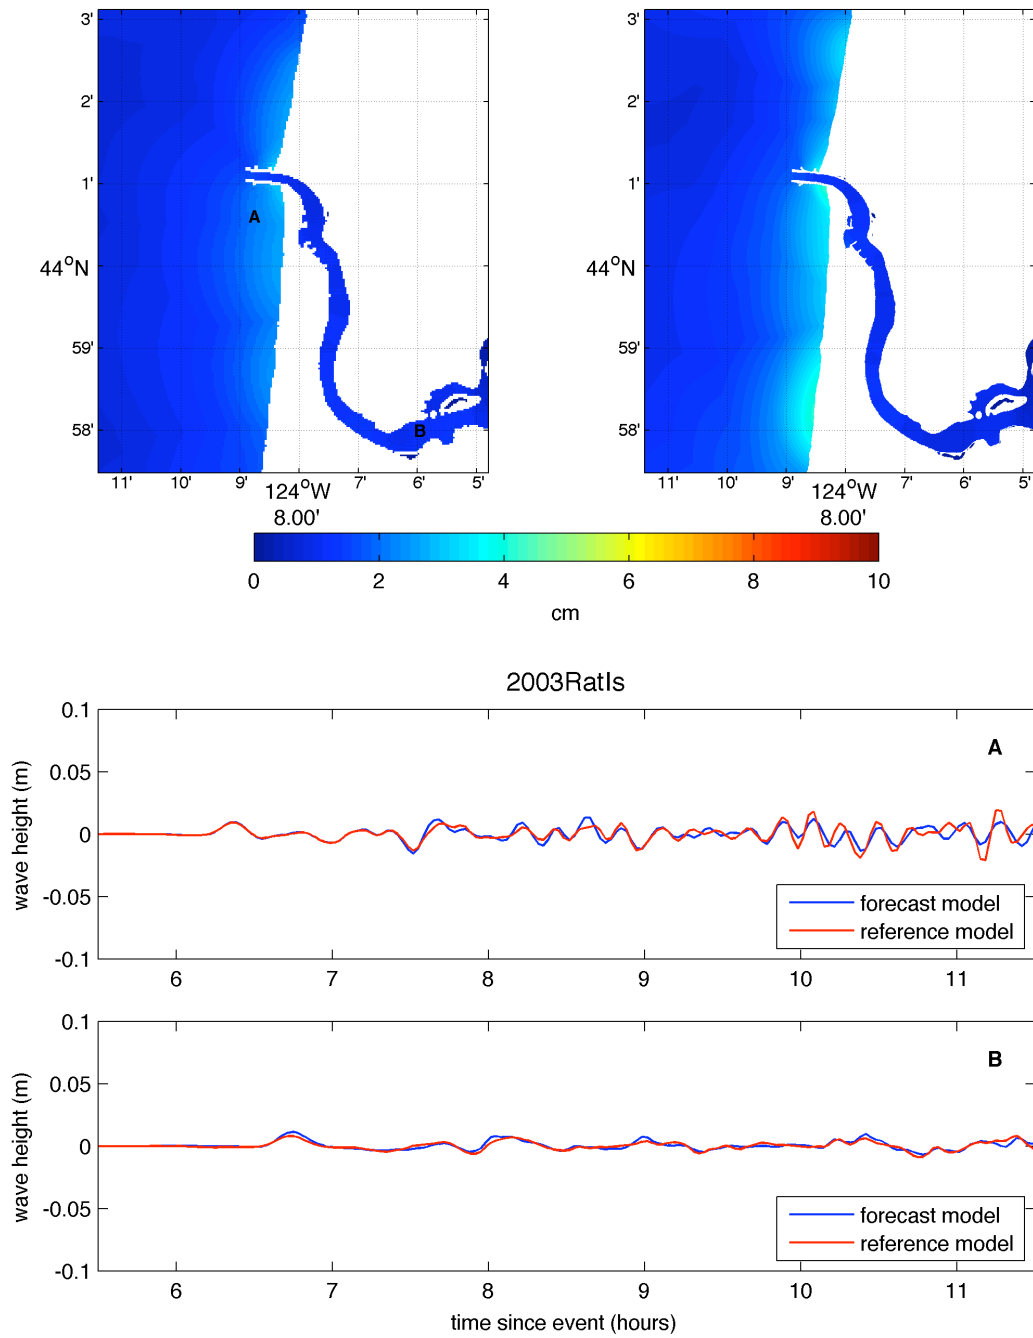 3'
3'
2'
2'
1'
1'
A
44°N
44°N
59'
59'
58'
B
58'
11' 10' 9' 124°W 7' 6' 5'
8.00'
11' 10' 9' 124°W 7' 6' 5'
8.00'
0 2 4 6 8 10
cm
2003RatIs
0.1
A
0.05
0
-0.05
-0.1
wave height (m)
forecast model
reference model
6 7 8 9 10 11
0.1
B
0.05
0
-0.05
-0.1
wave height (m)
forecast model
reference model
6 7 8 9 10 11
time since event (hours)